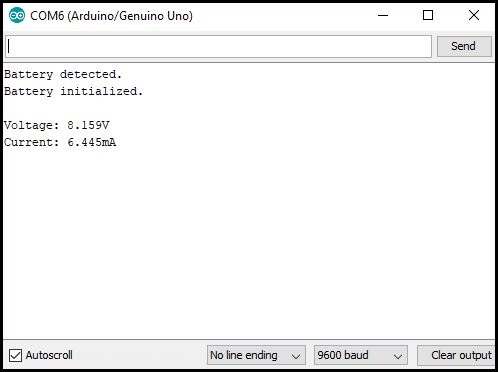 COM6 (Arduino/Genuino Uno)
Send
Battery detected.
Battery initialized.
Voltage: 8.159V
Current: 6.445mA
Autoscroll
No line ending
9600 baud
Clear output